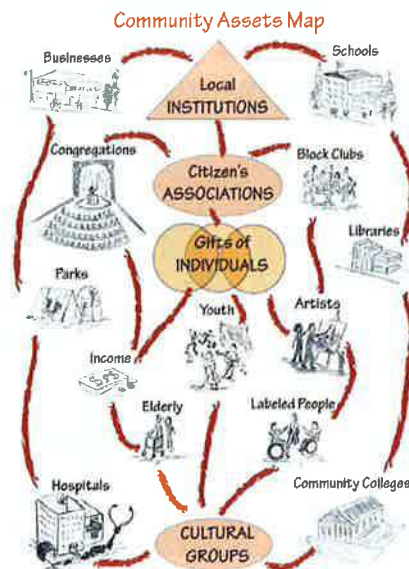 Community Assets Map
Businesses
Schools
Local
INSTITUTIONS
Congregations
Block Clubs
Citizen's
ASSOCIATIONS
Gifts of
INDIVIDUALS
Libraries
Parks
Youth
Artists
Income
Elderly
Labeled People
Hospitals
Community Colleges
CULTURAL
GROUPS